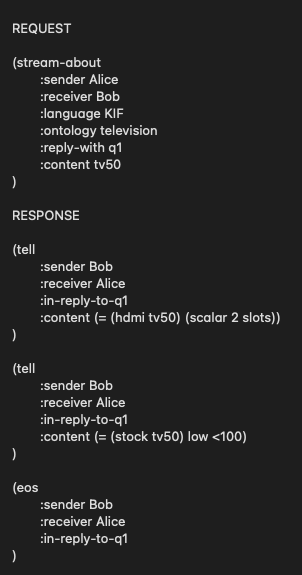 REQUEST
(stream-about
:sender Alice
:receiver Bob
:language KIF
:ontology television
:reply-with q1
:content tv50
)
RESPONSE
(tell
:sender Bob
:receiver Alice
:in-reply-to-q1
:content (= (hdmi tv50) (scalar 2 slots))
)
(tell
:sender Bob
:receiver Alice
:in-reply-to-q1
:content (= (stock tv50) low <100)
)
(eos
:sender Bob
:receiver Alice
:in-reply-to-q1
)